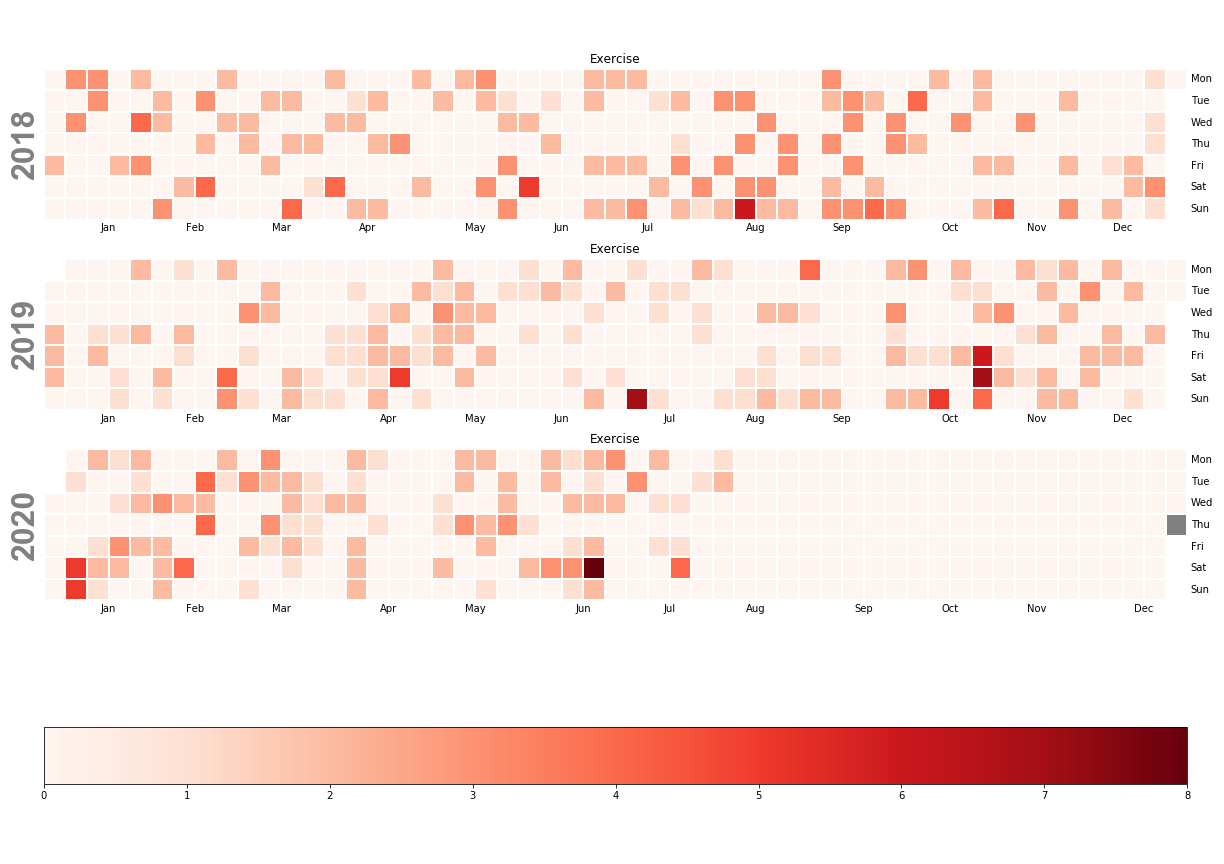 Exercise
2018
Mon
Tue
Wed
Thu
Fri
Sat
Sun
Jan Feb Mar Apr May Jun Jul Aug Sep Oct Nov Dec
Exercise
2019
Mon
Tue
Wed
Thu
Fri
Sat
Sun
Jan Feb Mar Apr May Jun Jul Aug Sep Oct Nov Dec
Exercise
2020
Mon
Tue
Wed
Thu
Fri
Sat
Sun
Jan Feb Mar Apr May Jun Jul Aug Sep Oct Nov Dec
0 1 2 3 4 5 6 7 8